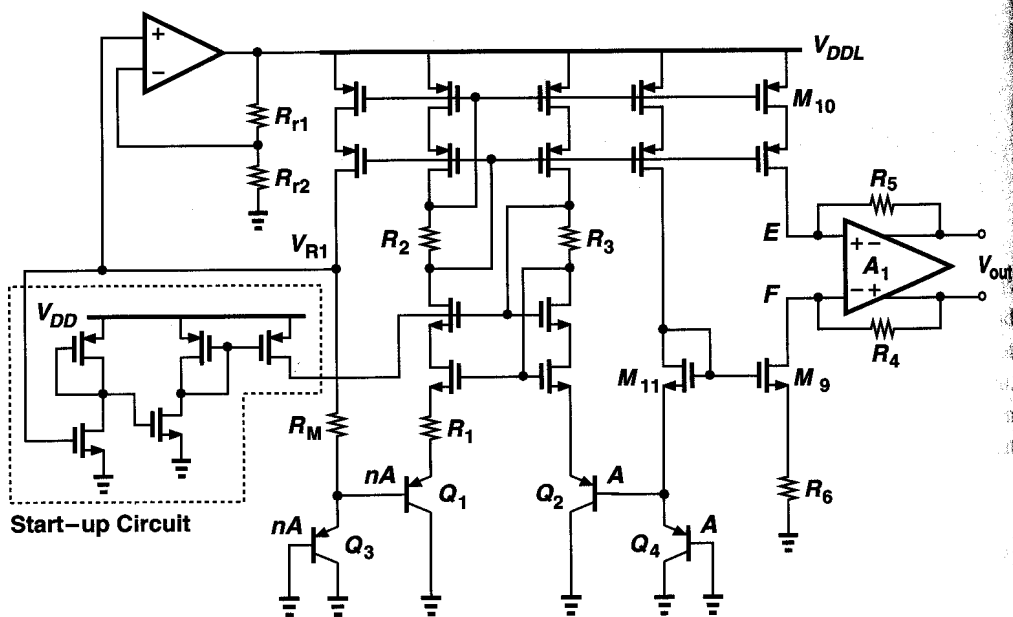 +
−
V_DDL
R_r1
R_r2
M_10
R_5
E
V_R1
R_2
R_3
+ −
A_1
V_out
F
− +
V_DD
R_4
M_11
M_9
R_M
R_1
nA
Q_1
Q_2
A
R_6
Start−up Circuit
nA
Q_3
Q_4
A